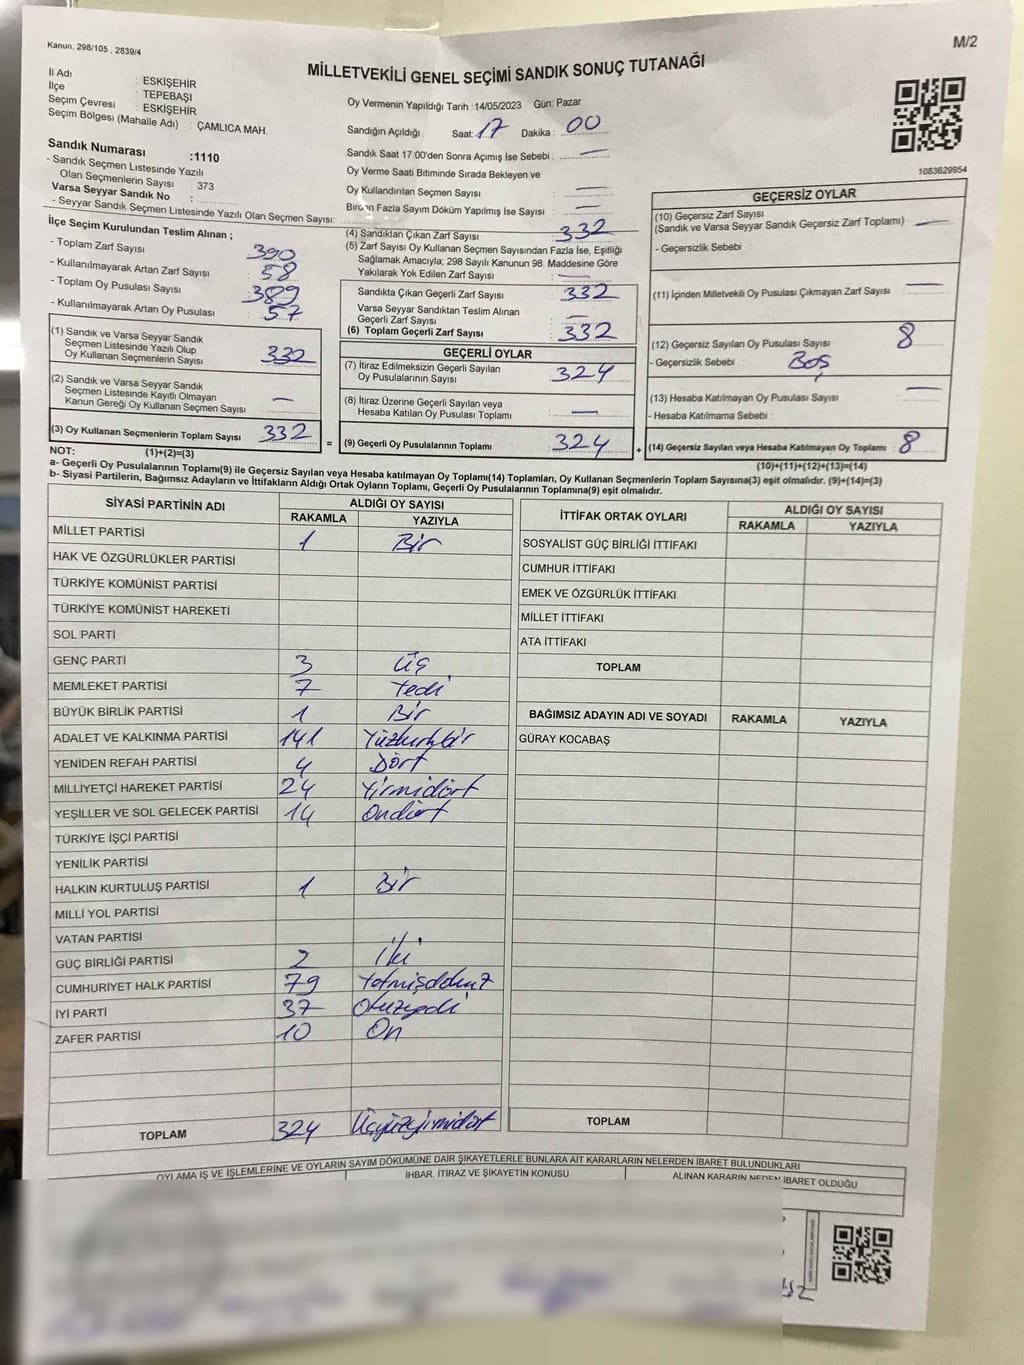 Kanun, 298/105 , 2839/4
M/2
MİLLETVEKİLİ GENEL SEÇİMİ SANDIK SONUÇ TUTANAĞI
İl Adı : ESKİŞEHİR
İlçe : TEPEBAŞI
Seçim Çevresi : ESKİŞEHİR
Seçim Bölgesi (Mahalle Adı) : ÇAMLICA MAH.
Sandık Numarası :1110
- Sandık Seçmen Listesinde Yazılı
Olan Seçmenlerin Sayısı : 373
Varsa Seyyar Sandık No :
- Seyyar Sandık Seçmen Listesinde Yazılı Olan Seçmen Sayısı:
Oy Vermenin Yapıldığı Tarih :14/05/2023 Gün: Pazar
Sandığın Açıldığı Saat: 17 Dakika : 00
Sandık Saat 17:00'den Sonra Açımış İse Sebebi : —
Oy Verme Saati Bitiminde Sırada Bekleyen ve
Oy Kullandırılan Seçmen Sayısı : —
Birden Fazla Sayım Döküm Yapılmış İse Sayısı : —
1083629954
İlçe Seçim Kurulundan Teslim Alınan ;
- Toplam Zarf Sayısı : 390
- Kullanılmayarak Artan Zarf Sayısı : 58
- Toplam Oy Pusulası Sayısı : 389
- Kullanılmayarak Artan Oy Pusulası : 57
(1) Sandık ve Varsa Seyyar Sandık
Seçmen Listesinde Yazılı Olup
Oy Kullanan Seçmenlerin Sayısı : 332
(2) Sandık ve Varsa Seyyar Sandık
Seçmen Listesinde Kayıtlı Olmayan
Kanun Gereği Oy Kullanan Seçmen Sayısı : —
(3) Oy Kullanan Seçmenlerin Toplam Sayısı : 332 =
(1)+(2)=(3)
(4) Sandıktan Çıkan Zarf Sayısı : 332
(5) Zarf Sayısı Oy Kullanan Seçmen Sayısından Fazla İse, Eşitliği
Sağlamak Amacıyla; 298 Sayılı Kanunun 98. Maddesine Göre
Yakılarak Yok Edilen Zarf Sayısı : —
Sandıkta Çıkan Geçerli Zarf Sayısı : 332
Varsa Seyyar Sandıktan Teslim Alınan
Geçerli Zarf Sayısı : —
(6) Toplam Geçerli Zarf Sayısı : 332
GEÇERLİ OYLAR
(7) İtiraz Edilmeksizin Geçerli Sayılan
Oy Pusulalarının Sayısı : 324
(8) İtiraz Üzerine Geçerli Sayılan veya
Hesaba Katılan Oy Pusulası Toplamı : —
(9) Geçerli Oy Pusulalarının Toplamı : 324 +
GEÇERSİZ OYLAR
(10) Geçersiz Zarf Sayısı
(Sandık ve Varsa Seyyar Sandık Geçersiz Zarf Toplamı) : —
- Geçersizlik Sebebi :
(11) İçinden Milletvekili Oy Pusulası Çıkmayan Zarf Sayısı : —
(12) Geçersiz Sayılan Oy Pusulası Sayısı : 8
- Geçersizlik Sebebi : Boş
(13) Hesaba Katılmayan Oy Pusulası Sayısı : —
- Hesaba Katılmama Sebebi :
(14) Geçersiz Sayılan veya Hesaba Katılmayan Oy Toplamı : 8
(10)+(11)+(12)+(13)=(14)
NOT:
a- Geçerli Oy Pusulalarının Toplamı(9) ile Geçersiz Sayılan veya Hesaba katılmayan Oy Toplamı(14) Toplamları, Oy Kullanan Seçmenlerin Toplam Sayısına(3) eşit olmalıdır. (9)+(14)=(3)
b- Siyasi Partilerin, Bağımsız Adayların ve İttifakların Aldığı Ortak Oyların Toplamı, Geçerli Oy Pusulalarının Toplamına(9) eşit olmalıdır.
SİYASİ PARTİNİN ADI ALDIĞI OY SAYISI
RAKAMLA YAZIYLA
MİLLET PARTİSİ 1 Bir
HAK VE ÖZGÜRLÜKLER PARTİSİ
TÜRKİYE KOMÜNİST PARTİSİ
TÜRKİYE KOMÜNİST HAREKETİ
SOL PARTİ
GENÇ PARTİ 3 Üç
MEMLEKET PARTİSİ 7 Yedi
BÜYÜK BİRLİK PARTİSİ 1 Bir
ADALET VE KALKINMA PARTİSİ 141 Yüzkırkbir
YENİDEN REFAH PARTİSİ 4 Dört
MİLLİYETÇİ HAREKET PARTİSİ 24 Yirmidört
YEŞİLLER VE SOL GELECEK PARTİSİ 14 Ondört
TÜRKİYE İŞÇİ PARTİSİ
YENİLİK PARTİSİ
HALKIN KURTULUŞ PARTİSİ 1 Bir
MİLLİ YOL PARTİSİ
VATAN PARTİSİ
GÜÇ BİRLİĞİ PARTİSİ 2 İki
CUMHURİYET HALK PARTİSİ 79 Yetmişdokuz
İYİ PARTİ 37 Otuzyedi
ZAFER PARTİSİ 10 On
TOPLAM 324 Üçyüzyirmidört
İTTİFAK ORTAK OYLARI ALDIĞI OY SAYISI
RAKAMLA YAZIYLA
SOSYALİST GÜÇ BİRLİĞİ İTTİFAKI
CUMHUR İTTİFAKI
EMEK VE ÖZGÜRLÜK İTTİFAKI
MİLLET İTTİFAKI
ATA İTTİFAKI
TOPLAM
BAĞIMSIZ ADAYIN ADI VE SOYADI RAKAMLA YAZIYLA
GÜRAY KOCABAŞ
TOPLAM
OYLAMA İŞ VE İŞLEMLERİNE VE OYLARIN SAYIM DÖKÜMÜNE DAİR ŞİKAYETLERLE BUNLARA AİT KARARLARIN NELERDEN İBARET BULUNDUKLARI
İHBAR, İTİRAZ VE ŞİKAYETİN KONUSU
ALINAN KARARIN NEDEN İBARET OLDUĞU